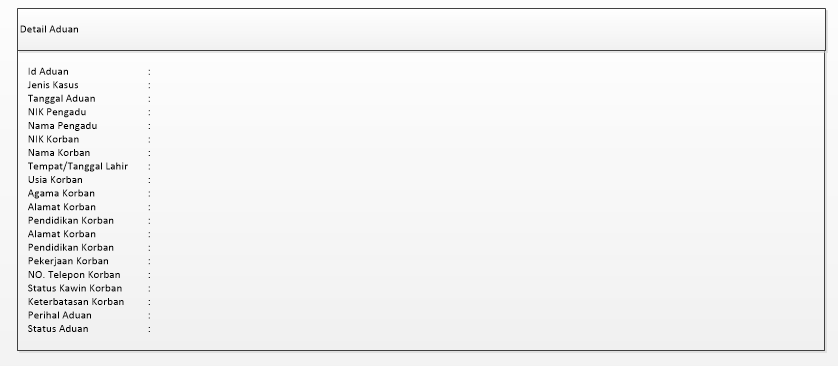 Detail Aduan
Id Aduan :
Jenis Kasus :
Tanggal Aduan :
NIK Pengadu :
Nama Pengadu :
NIK Korban :
Nama Korban :
Tempat/Tanggal Lahir :
Usia Korban :
Agama Korban :
Alamat Korban :
Pendidikan Korban :
Alamat Korban :
Pendidikan Korban :
Pekerjaan Korban :
NO. Telepon Korban :
Status Kawin Korban :
Keterbatasan Korban :
Perihal Aduan :
Status Aduan :